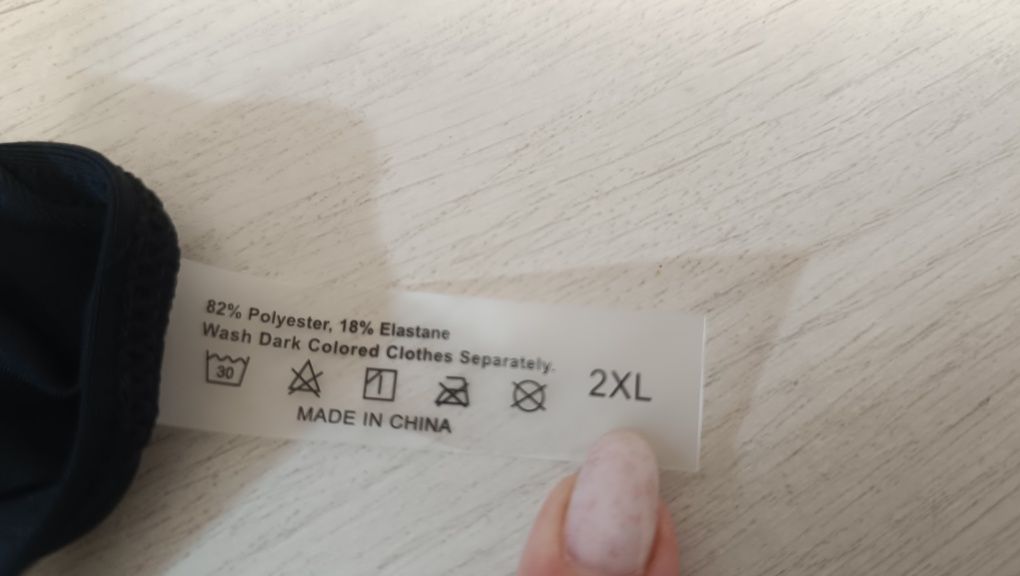 82% Polyester, 18% Elastane
Wash Dark Colored Clothes Separately.
30
2XL
MADE IN CHINA